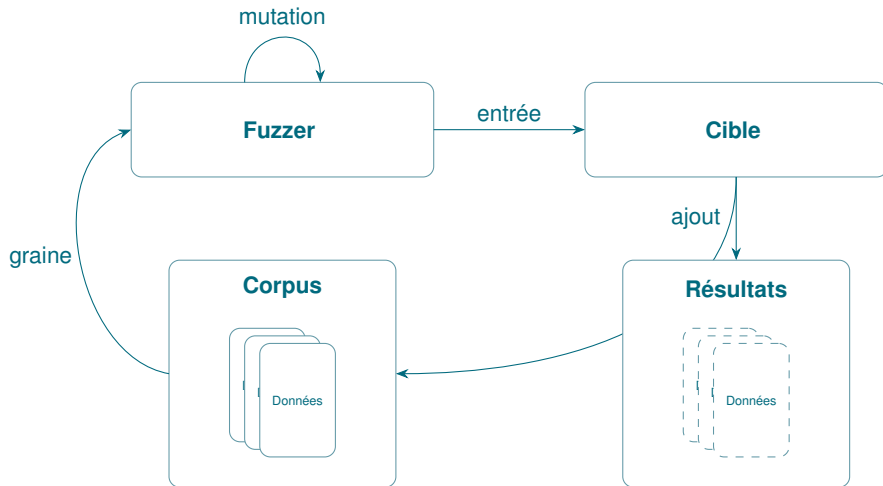 mutation
Fuzzer
entrée
Cible
ajout
graine
Corpus
Résultats
D
D
Données
D
D
Données